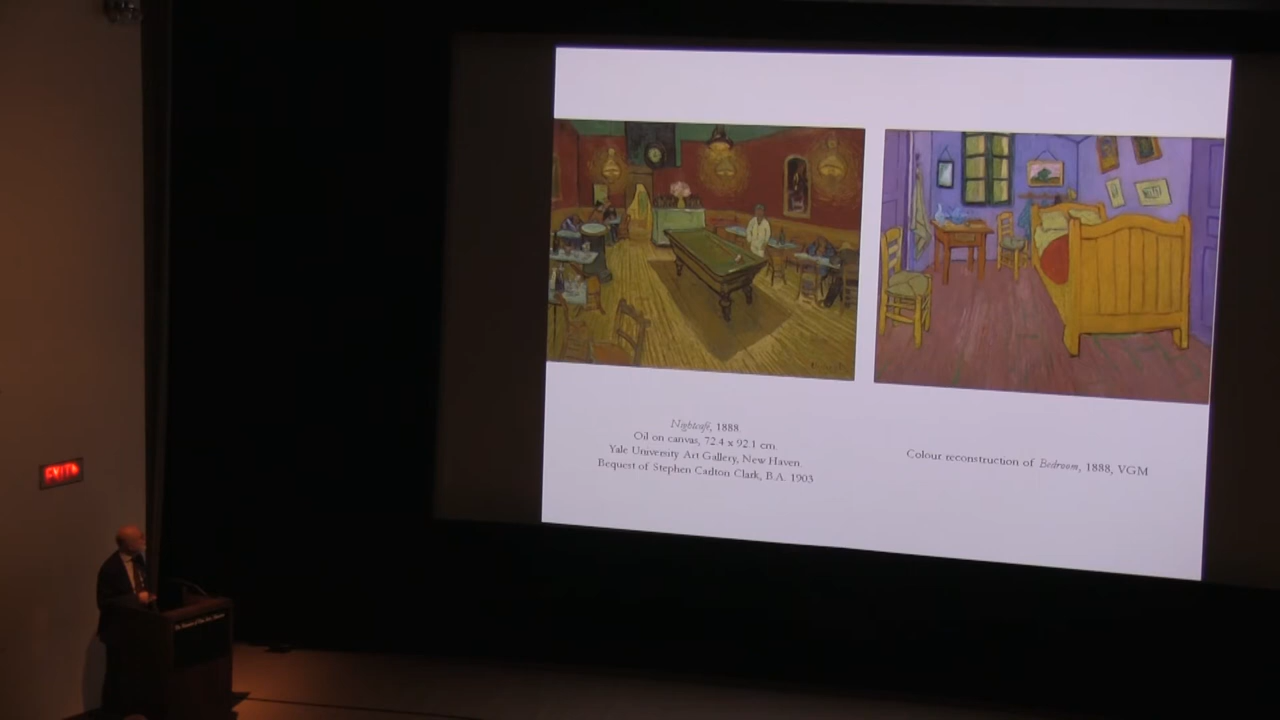 Nightcafé, 1888
Oil on canvas, 72.4 x 92.1 cm.
Yale University Art Gallery, New Haven
Bequest of Stephen Carlton Clark, B.A. 1903
Colour reconstruction of Bedroom, 1888, VGM
EXIT